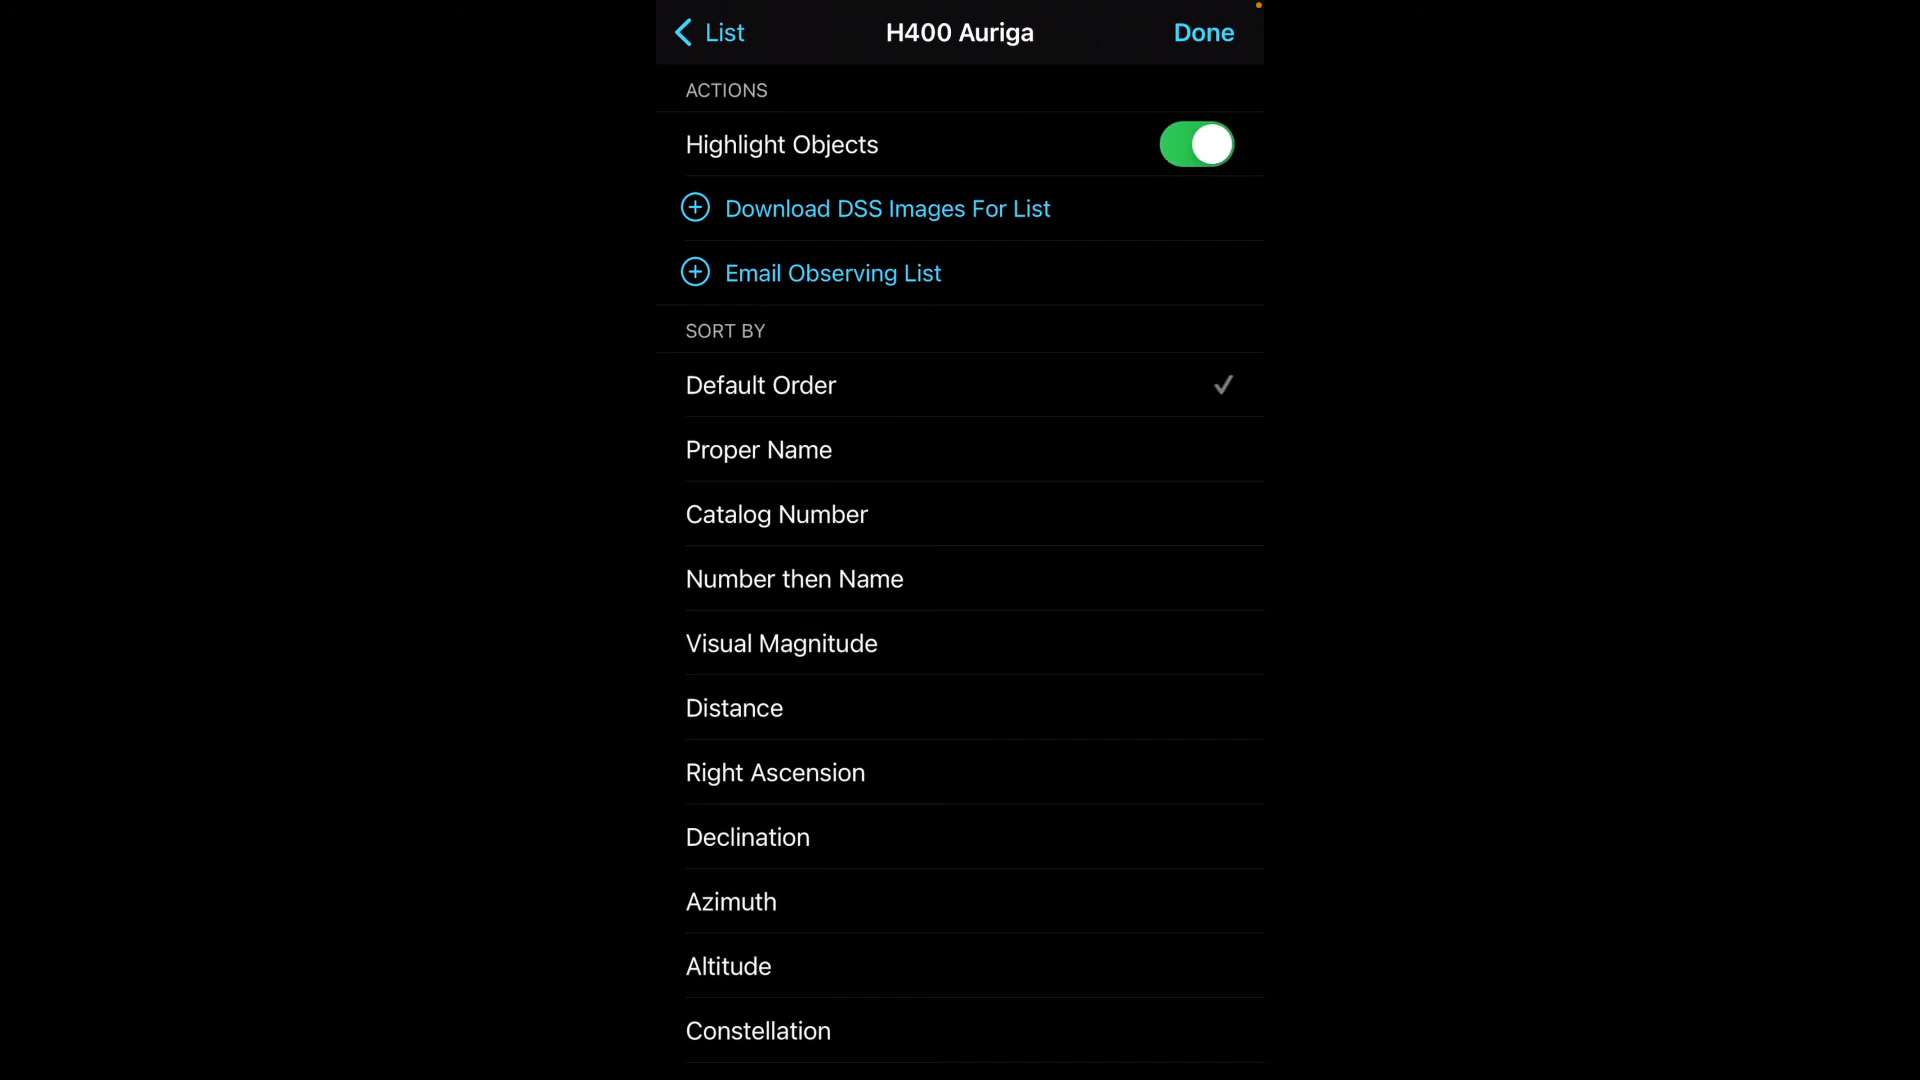 List
H400 Auriga
Done
ACTIONS
Highlight Objects
Download DSS Images For List
Email Observing List
SORT BY
Default Order
Proper Name
Catalog Number
Number then Name
Visual Magnitude
Distance
Right Ascension
Declination
Azimuth
Altitude
Constellation